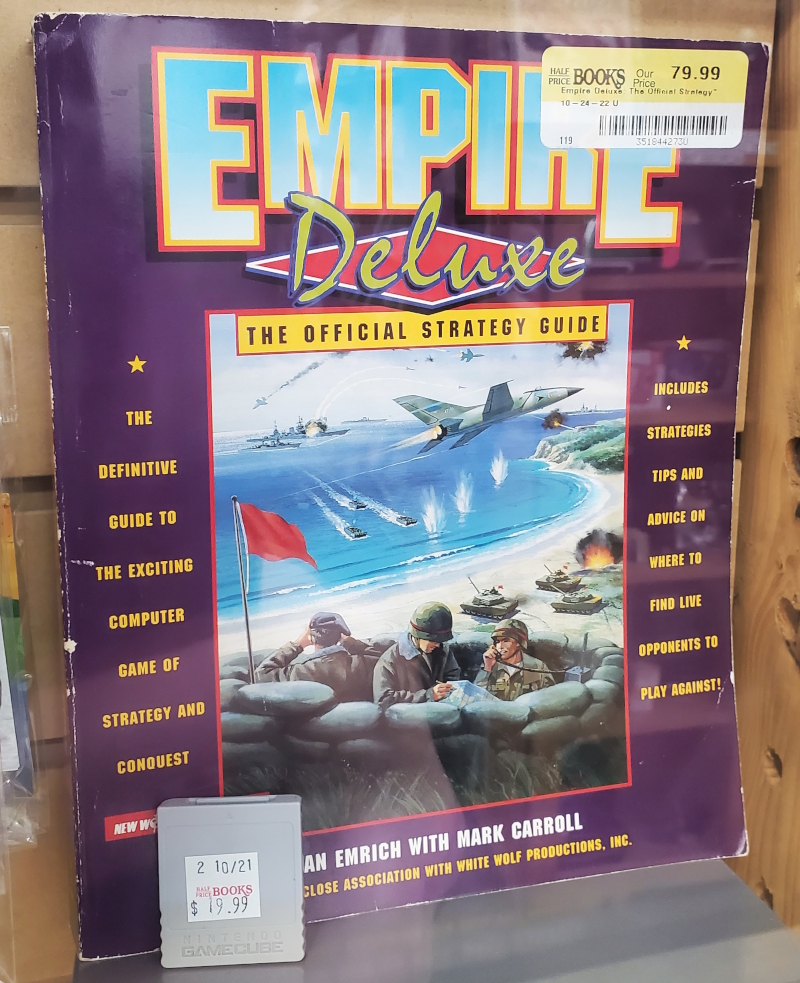 EMPIRE
HALF PRICE BOOKS Our Price 79.99
Empire Deluxe: The Official Strategy"
10-24-22 U
119
3518442730
Deluxe
THE OFFICIAL STRATEGY GUIDE
THE
DEFINITIVE
GUIDE TO
THE EXCITING
COMPUTER
GAME OF
STRATEGY AND
CONQUEST
INCLUDES
STRATEGIES
TIPS AND
ADVICE ON
WHERE TO
FIND LIVE
OPPONENTS TO
PLAY AGAINST!
NEW
AN EMRICH WITH MARK CARROLL
CLOSE ASSOCIATION WITH WHITE WOLF PRODUCTIONS, INC.
2 10/21
HALF PRICE BOOKS
$ 19.99
NINTENDO
GAMECUBE